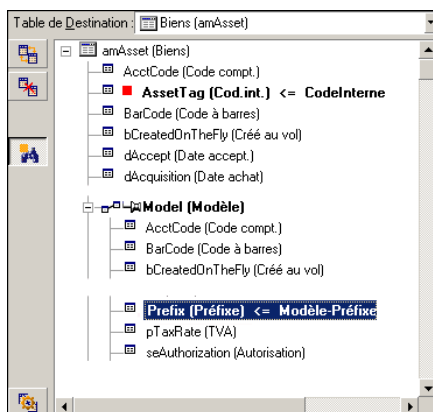 Table de Destination : Biens (amAsset)
amAsset (Biens)
AcctCode (Code compt.)
AssetTag (Cod.int.) <= CodeInterne
BarCode (Code à barres)
bCreatedOnTheFly (Créé au vol)
dAccept (Date accept.)
dAcquisition (Date achat)
Model (Modèle)
AcctCode (Code compt.)
BarCode (Code à barres)
bCreatedOnTheFly (Créé au vol)
Prefix (Préfixe) <= Modèle-Préfixe
pTaxRate (TVA)
seAuthorization (Autorisation)